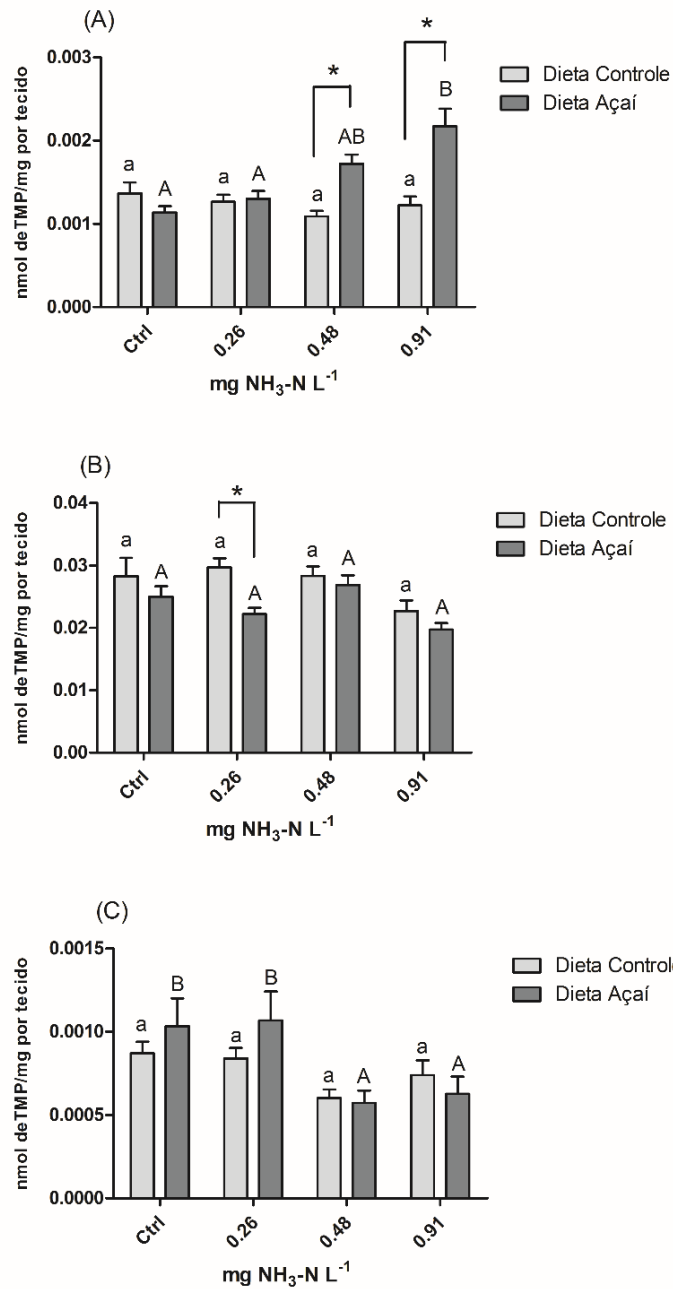 (A)
nmol deTMP/mg por tecido
0.003
0.002
0.001
0.000
a
A
a
A
*
a
AB
*
a
B
Dieta Controle
Dieta Açaí
Ctrl
0.26
0.48
0.91
mg NH₃-N L⁻¹
(B)
nmol deTMP/mg por tecido
0.04
0.03
0.02
0.01
0.00
a
A
*
a
A
a
A
a
A
Dieta Controle
Dieta Açaí
Ctrl
0.26
0.48
0.91
mg NH₃-N L⁻¹
(C)
nmol deTMP/mg por tecido
0.0015
0.0010
0.0005
0.0000
a
B
a
B
a
A
a
A
Dieta Controle
Dieta Açaí
Ctrl
0.26
0.48
0.91
mg NH₃-N L⁻¹